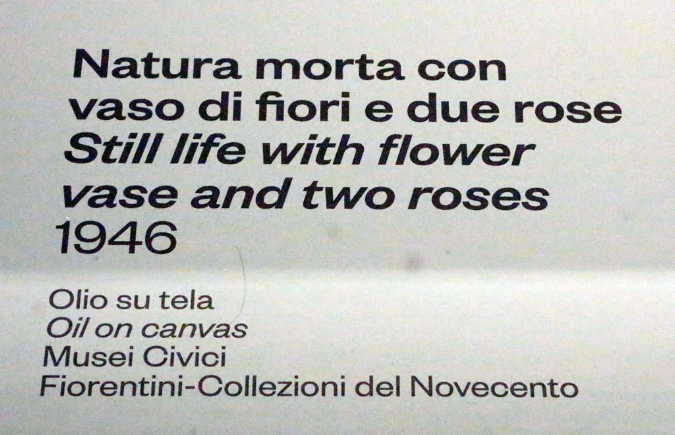 Natura morta con
vaso di fiori e due rose
Still life with flower
vase and two roses
1946
Olio su tela
Oil on canvas
Musei Civici
Fiorentini-Collezioni del Novecento